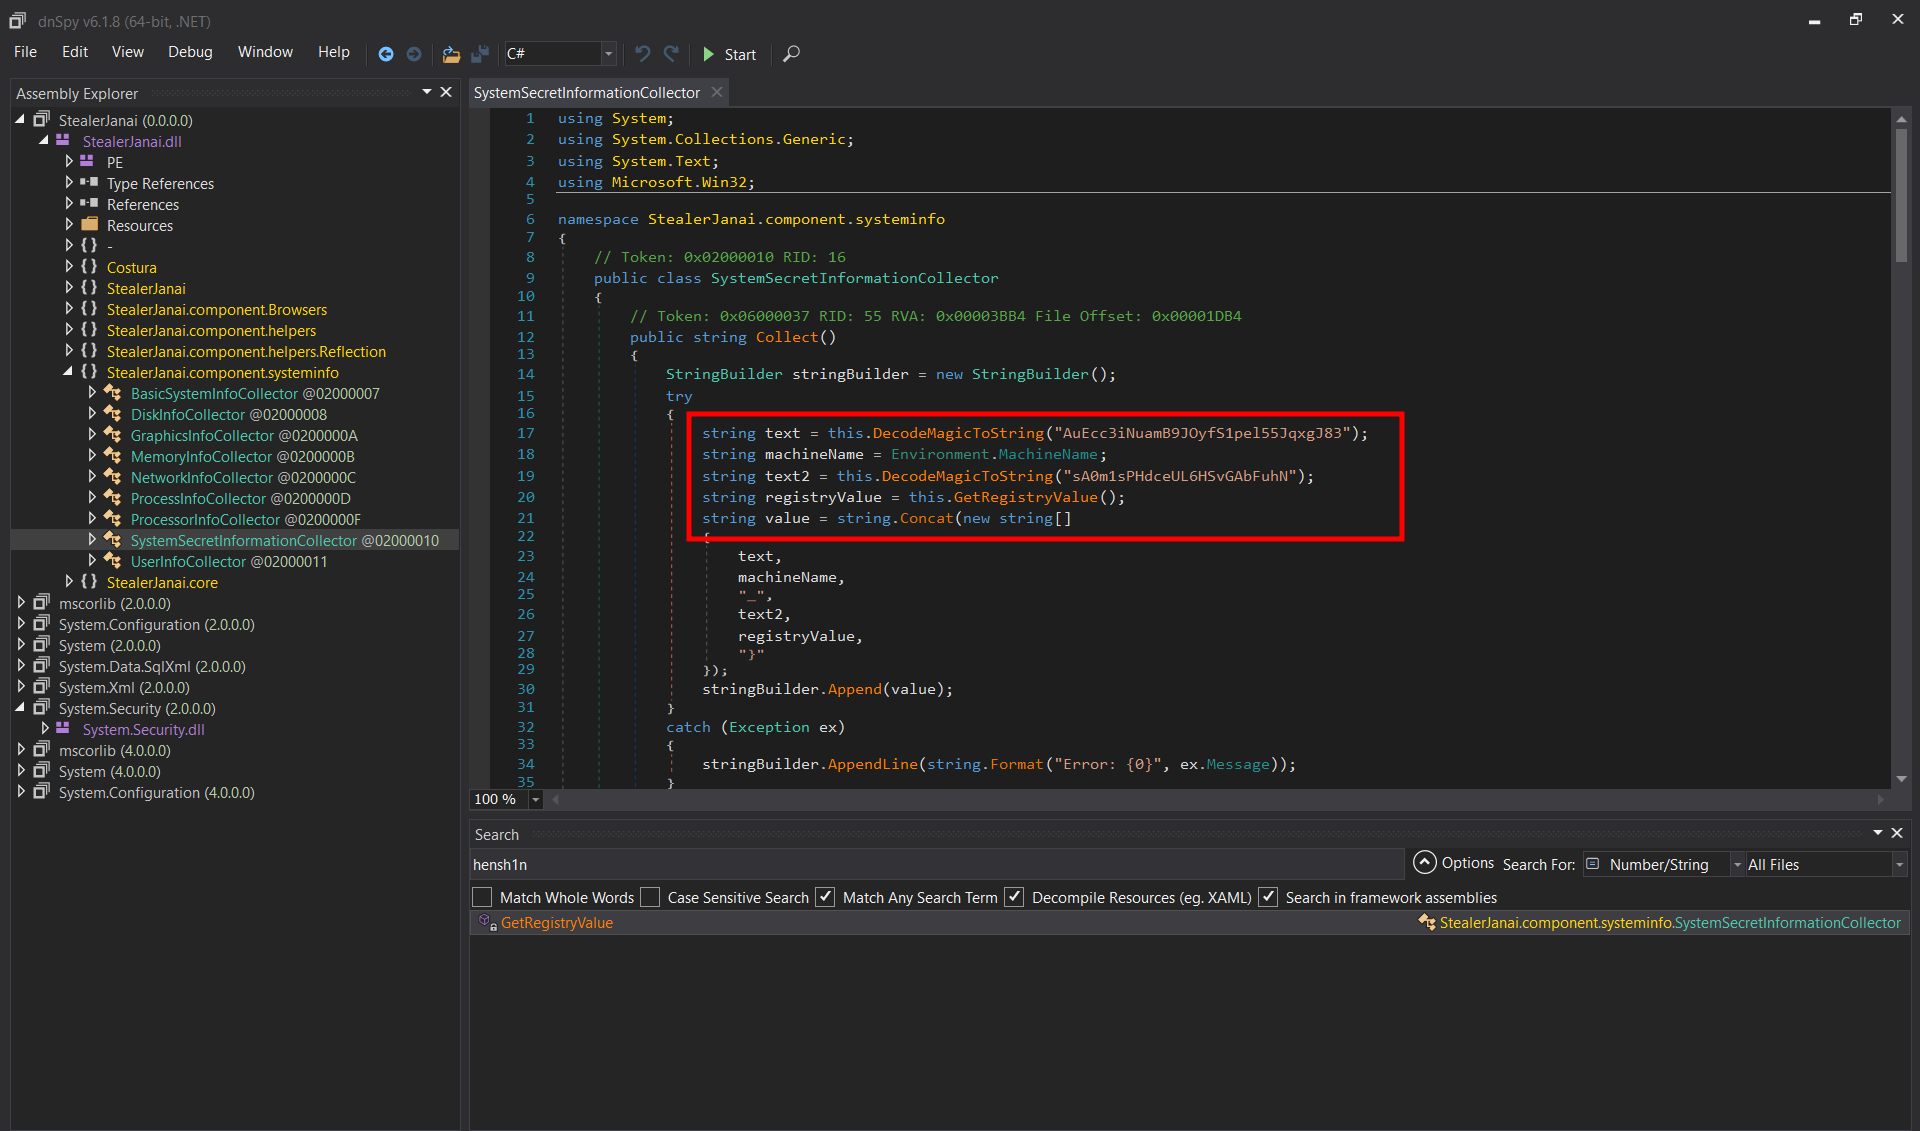 dnSpy v6.1.8 (64-bit, .NET)
File Edit View Debug Window Help C# Start
Assembly Explorer
StealerJanai (0.0.0.0)
StealerJanai.dll
PE
Type References
References
Resources
{ } -
{ } Costura
{ } StealerJanai
{ } StealerJanai.component.Browsers
{ } StealerJanai.component.helpers
{ } StealerJanai.component.helpers.Reflection
{ } StealerJanai.component.systeminfo
BasicSystemInfoCollector @02000007
DiskInfoCollector @02000008
GraphicsInfoCollector @0200000A
MemoryInfoCollector @0200000B
NetworkInfoCollector @0200000C
ProcessInfoCollector @0200000D
ProcessorInfoCollector @0200000F
SystemSecretInformationCollector @02000010
UserInfoCollector @02000011
{ } StealerJanai.core
mscorlib (2.0.0.0)
System.Configuration (2.0.0.0)
System (2.0.0.0)
System.Data.SqlXml (2.0.0.0)
System.Xml (2.0.0.0)
System.Security (2.0.0.0)
System.Security.dll
mscorlib (4.0.0.0)
System (4.0.0.0)
System.Configuration (4.0.0.0)
SystemSecretInformationCollector
1 using System;
2 using System.Collections.Generic;
3 using System.Text;
4 using Microsoft.Win32;
5
6 namespace StealerJanai.component.systeminfo
7 {
8 // Token: 0x02000010 RID: 16
9 public class SystemSecretInformationCollector
10 {
11 // Token: 0x06000037 RID: 55 RVA: 0x00003BB4 File Offset: 0x00001DB4
12 public string Collect()
13 {
14 StringBuilder stringBuilder = new StringBuilder();
15 try
16 {
17 string text = this.DecodeMagicToString("AuEcc3iNuamB9JOyfS1pel55JqxgJ83");
18 string machineName = Environment.MachineName;
19 string text2 = this.DecodeMagicToString("sA0m1sPHdceUL6HSvGAbFuhN");
20 string registryValue = this.GetRegistryValue();
21 string value = string.Concat(new string[]
22 {
23 text,
24 machineName,
25 "_",
26 text2,
27 registryValue,
28 "}"
29 });
30 stringBuilder.Append(value);
31 }
32 catch (Exception ex)
33 {
34 stringBuilder.AppendLine(string.Format("Error: {0}", ex.Message));
35 }
100 %
Search
hensh1n Options Search For: Number/String All Files
Match Whole Words Case Sensitive Search Match Any Search Term Decompile Resources (eg. XAML) Search in framework assemblies
GetRegistryValue StealerJanai.component.systeminfo.SystemSecretInformationCollector